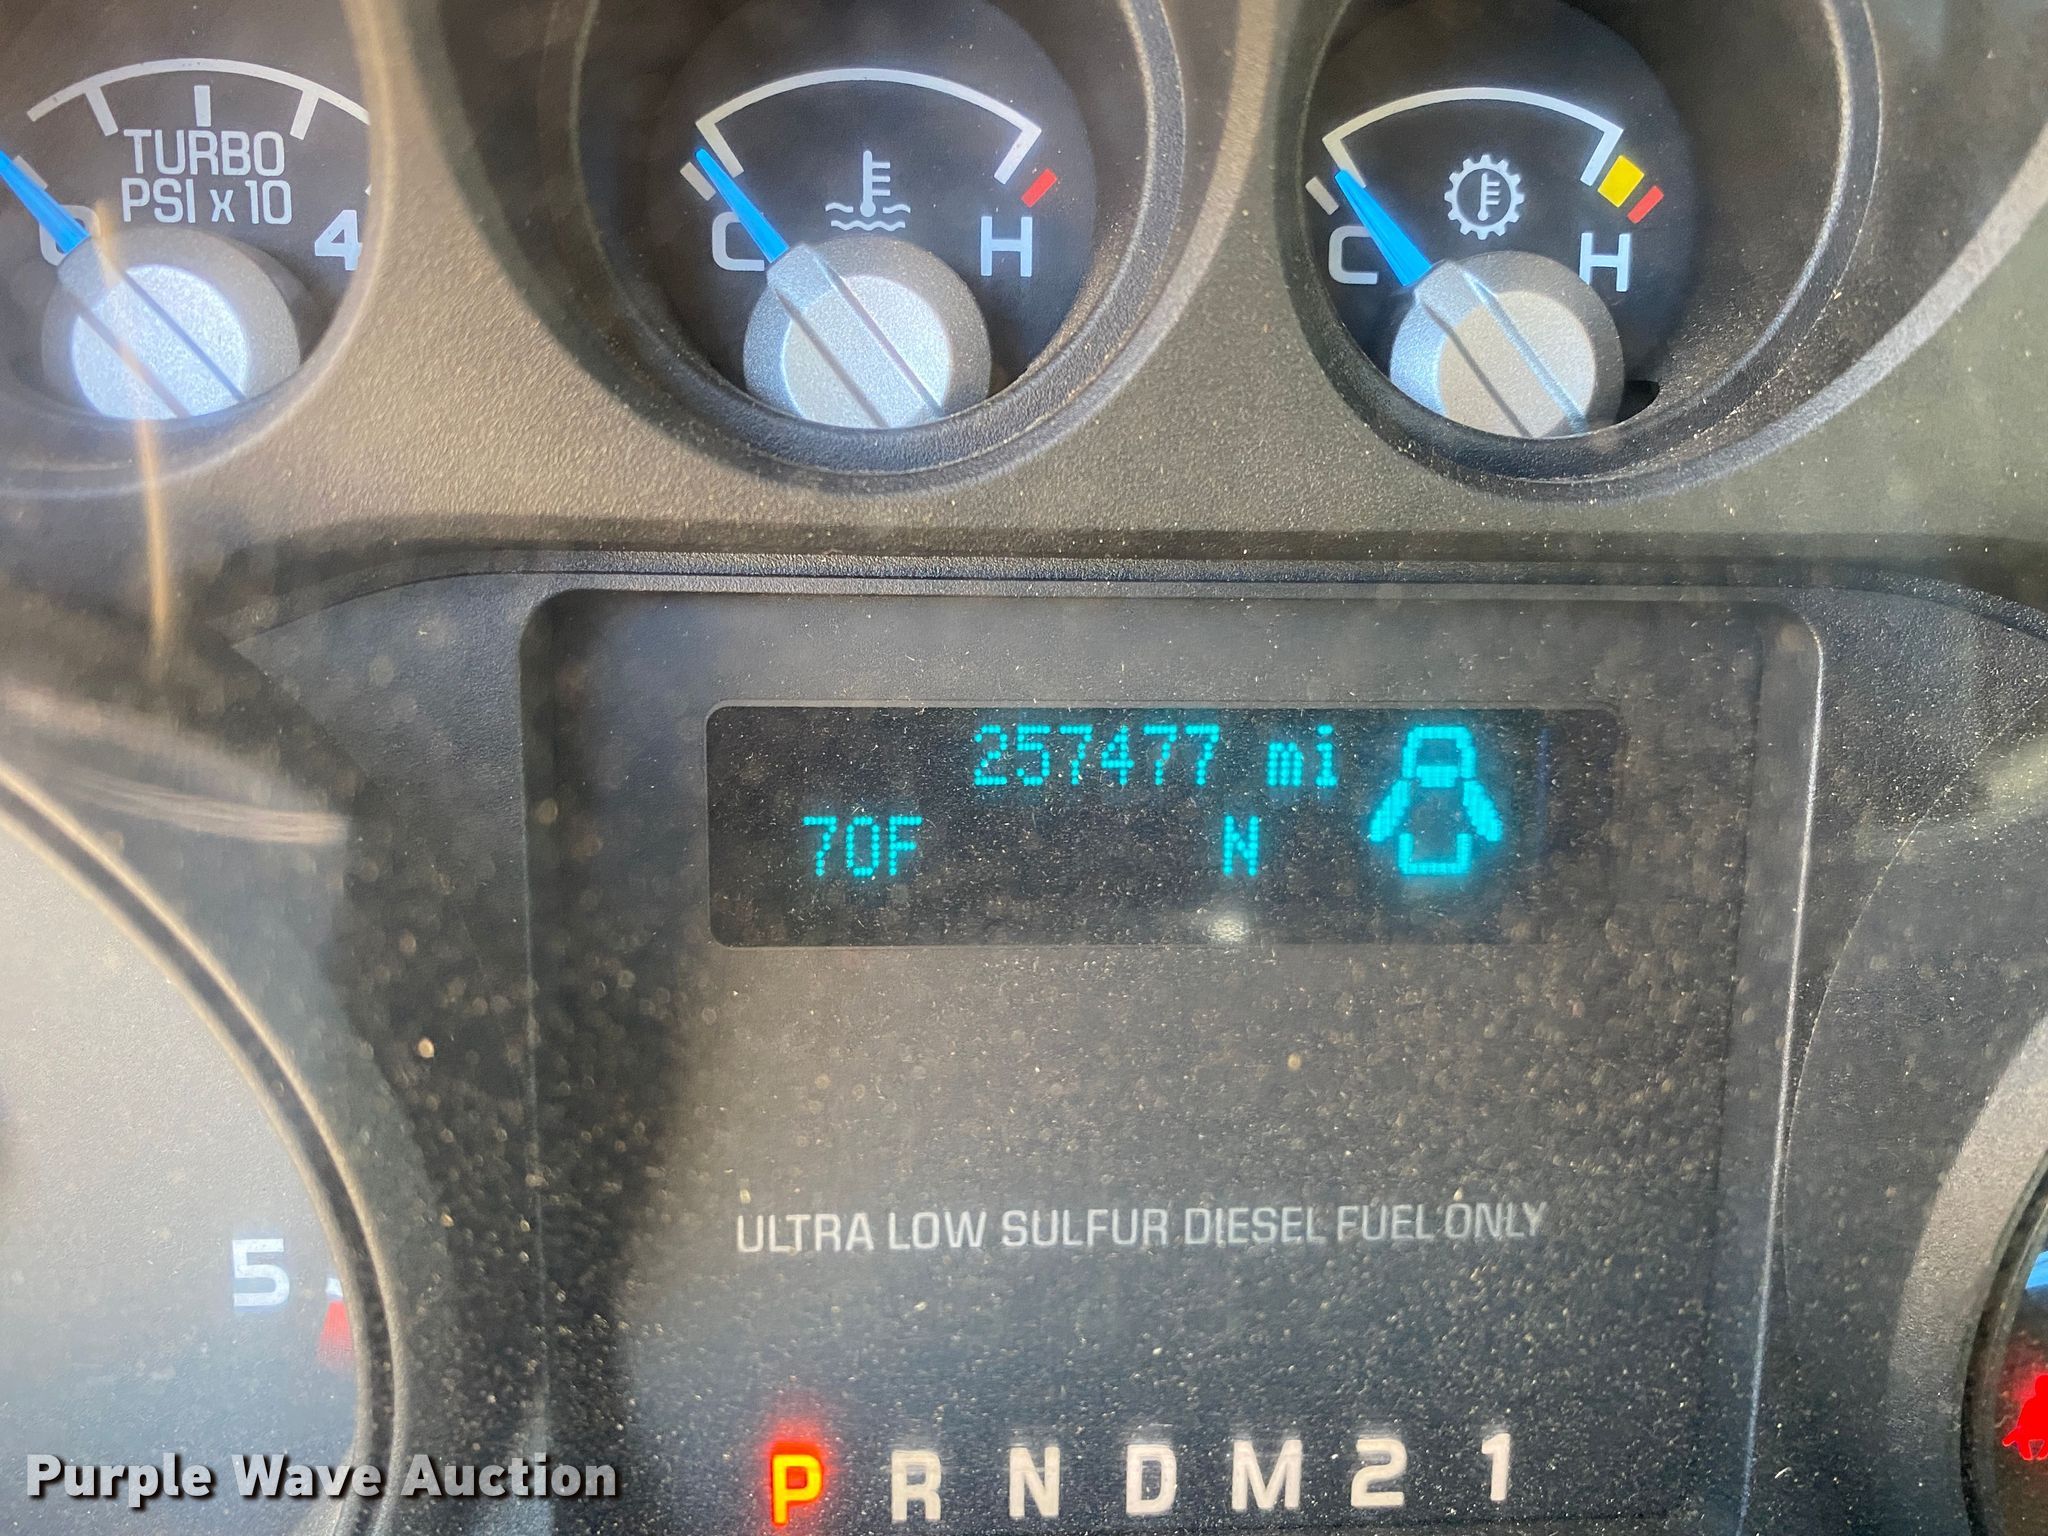 TURBO
PSI x 10
0
4
C
H
C
H
257477 mi
70F N
ULTRA LOW SULFUR DIESEL FUEL ONLY
5
P R N D M 2 1
Purple Wave Auction